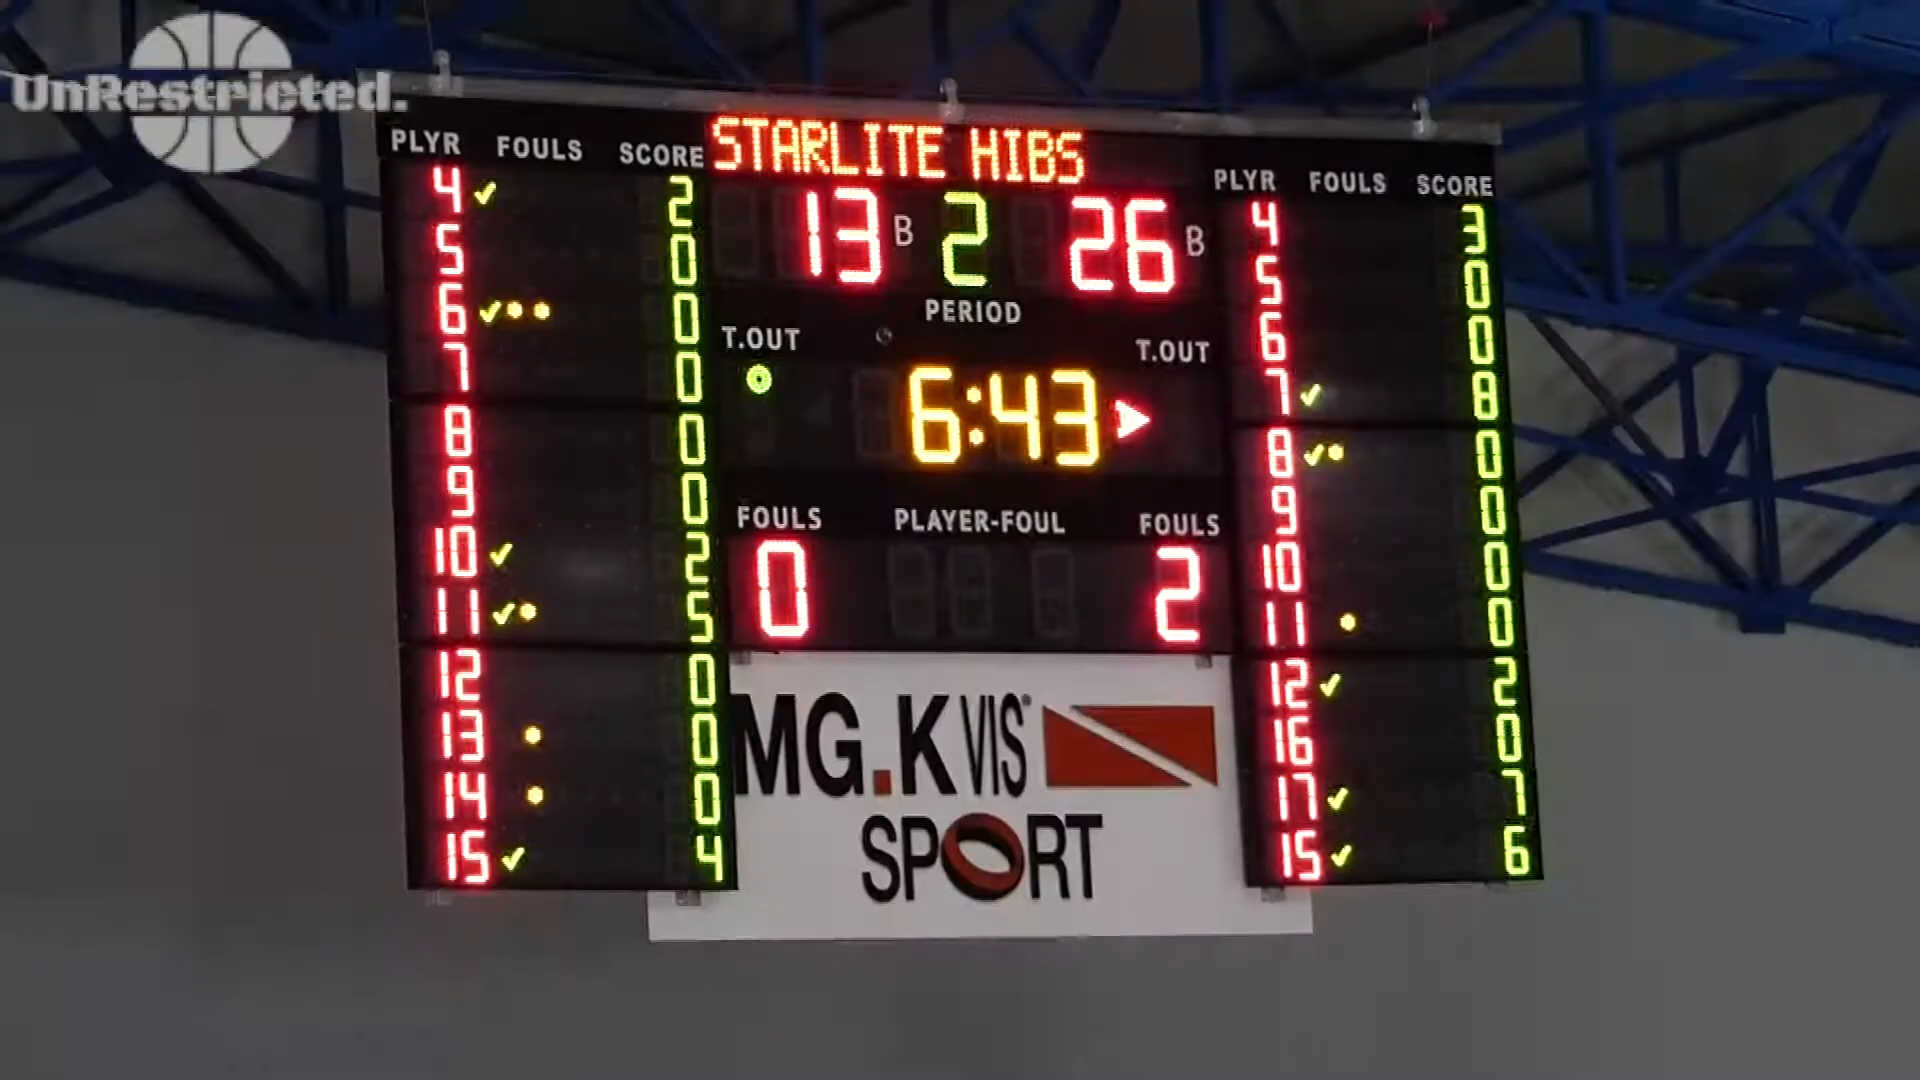 UnRestricted.
STARLITE HIBS
PLYR FOULS SCORE
4 2
5 0
6 0
7 0
8 0
9 0
10 2
11 5
12 0
13 0
14 0
15 4
13 B 2 26 B
PERIOD
T.OUT T.OUT
6:43
FOULS PLAYER-FOUL FOULS
0 2
PLYR FOULS SCORE
4 3
5 0
6 0
7 8
8 0
9 0
10 0
11 0
12 2
16 0
17 7
15 6
MG.KVIS
SPORT